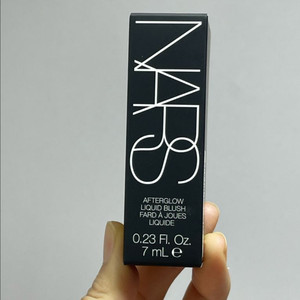 NARS
AFTERGLOW
LIQUID BLUSH
FARD À JOUES
LIQUIDE
0.23 Fl. Oz.
7 mL ℮